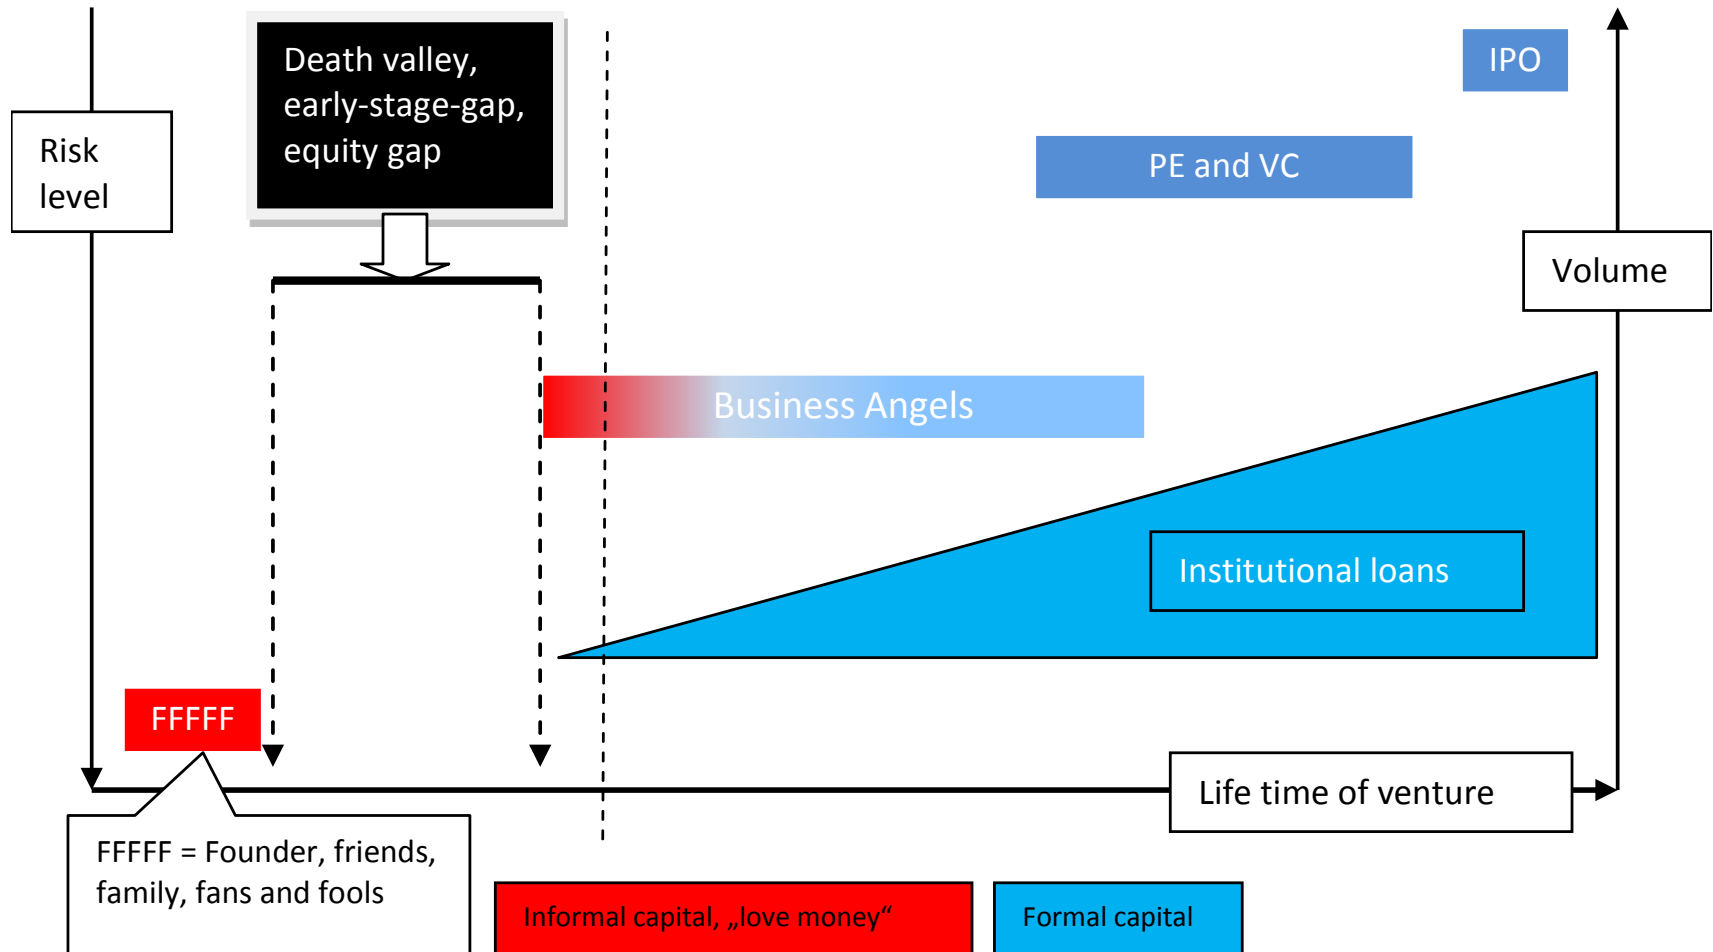 Death valley,
early-stage-gap,
equity gap
IPO
Risk
level
PE and VC
Volume
Business Angels
Institutional loans
FFFFF
Life time of venture
FFFFF = Founder, friends,
family, fans and fools
Informal capital, „love money“
Formal capital